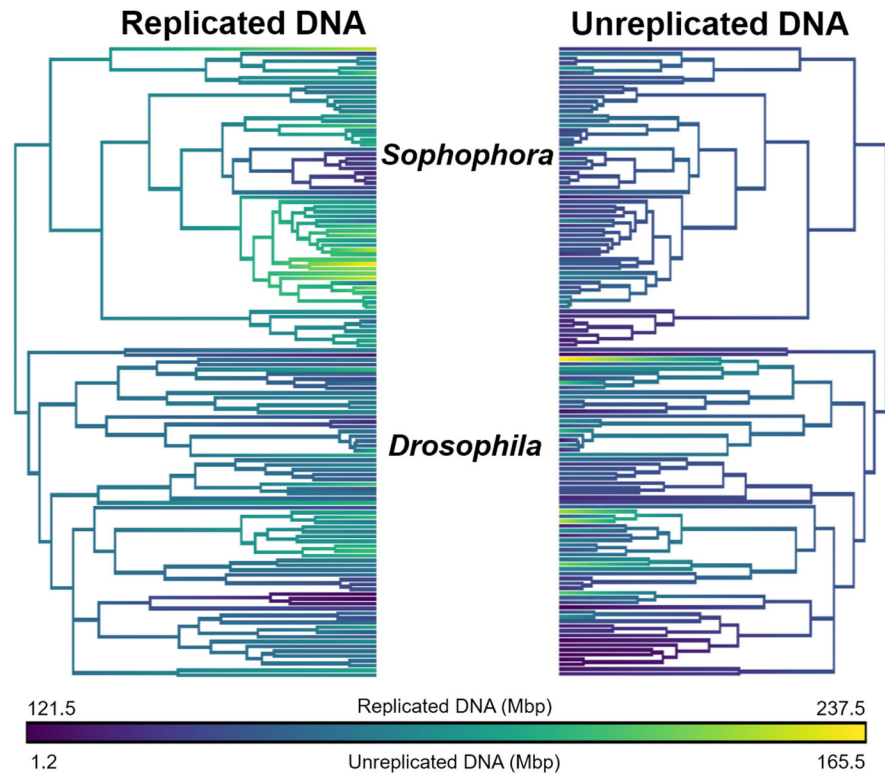 Replicated DNA
Unreplicated DNA
Sophophora
Drosophila
121.5
Replicated DNA (Mbp)
237.5
1.2
Unreplicated DNA (Mbp)
165.5